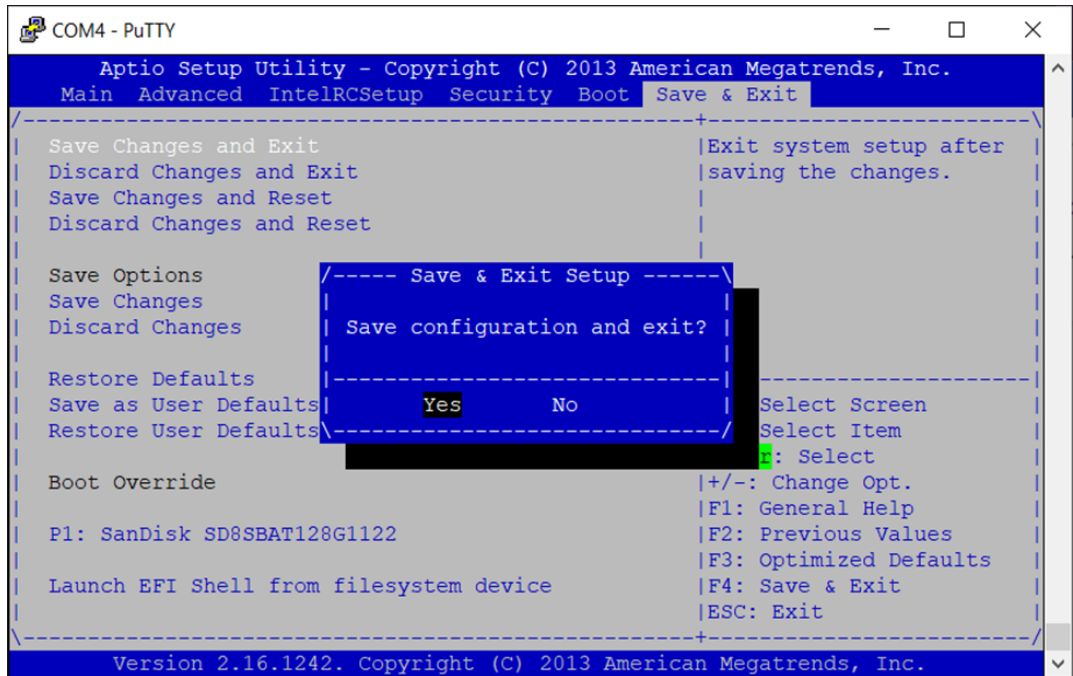 COM4 - PuTTY
Aptio Setup Utility - Copyright (C) 2013 American Megatrends, Inc.
Main Advanced IntelRCSetup Security Boot Save & Exit
Save Changes and Exit
Discard Changes and Exit
Save Changes and Reset
Discard Changes and Reset
Save Options
Save Changes
Discard Changes
Restore Defaults
Save as User Defaults
Restore User Defaults
Boot Override
P1: SanDisk SD8SBAT128G1122
Launch EFI Shell from filesystem device
Save & Exit Setup
Save configuration and exit?
Yes No
Exit system setup after
saving the changes.
Select Screen
Select Item
r: Select
+/-: Change Opt.
F1: General Help
F2: Previous Values
F3: Optimized Defaults
F4: Save & Exit
ESC: Exit
Version 2.16.1242. Copyright (C) 2013 American Megatrends, Inc.